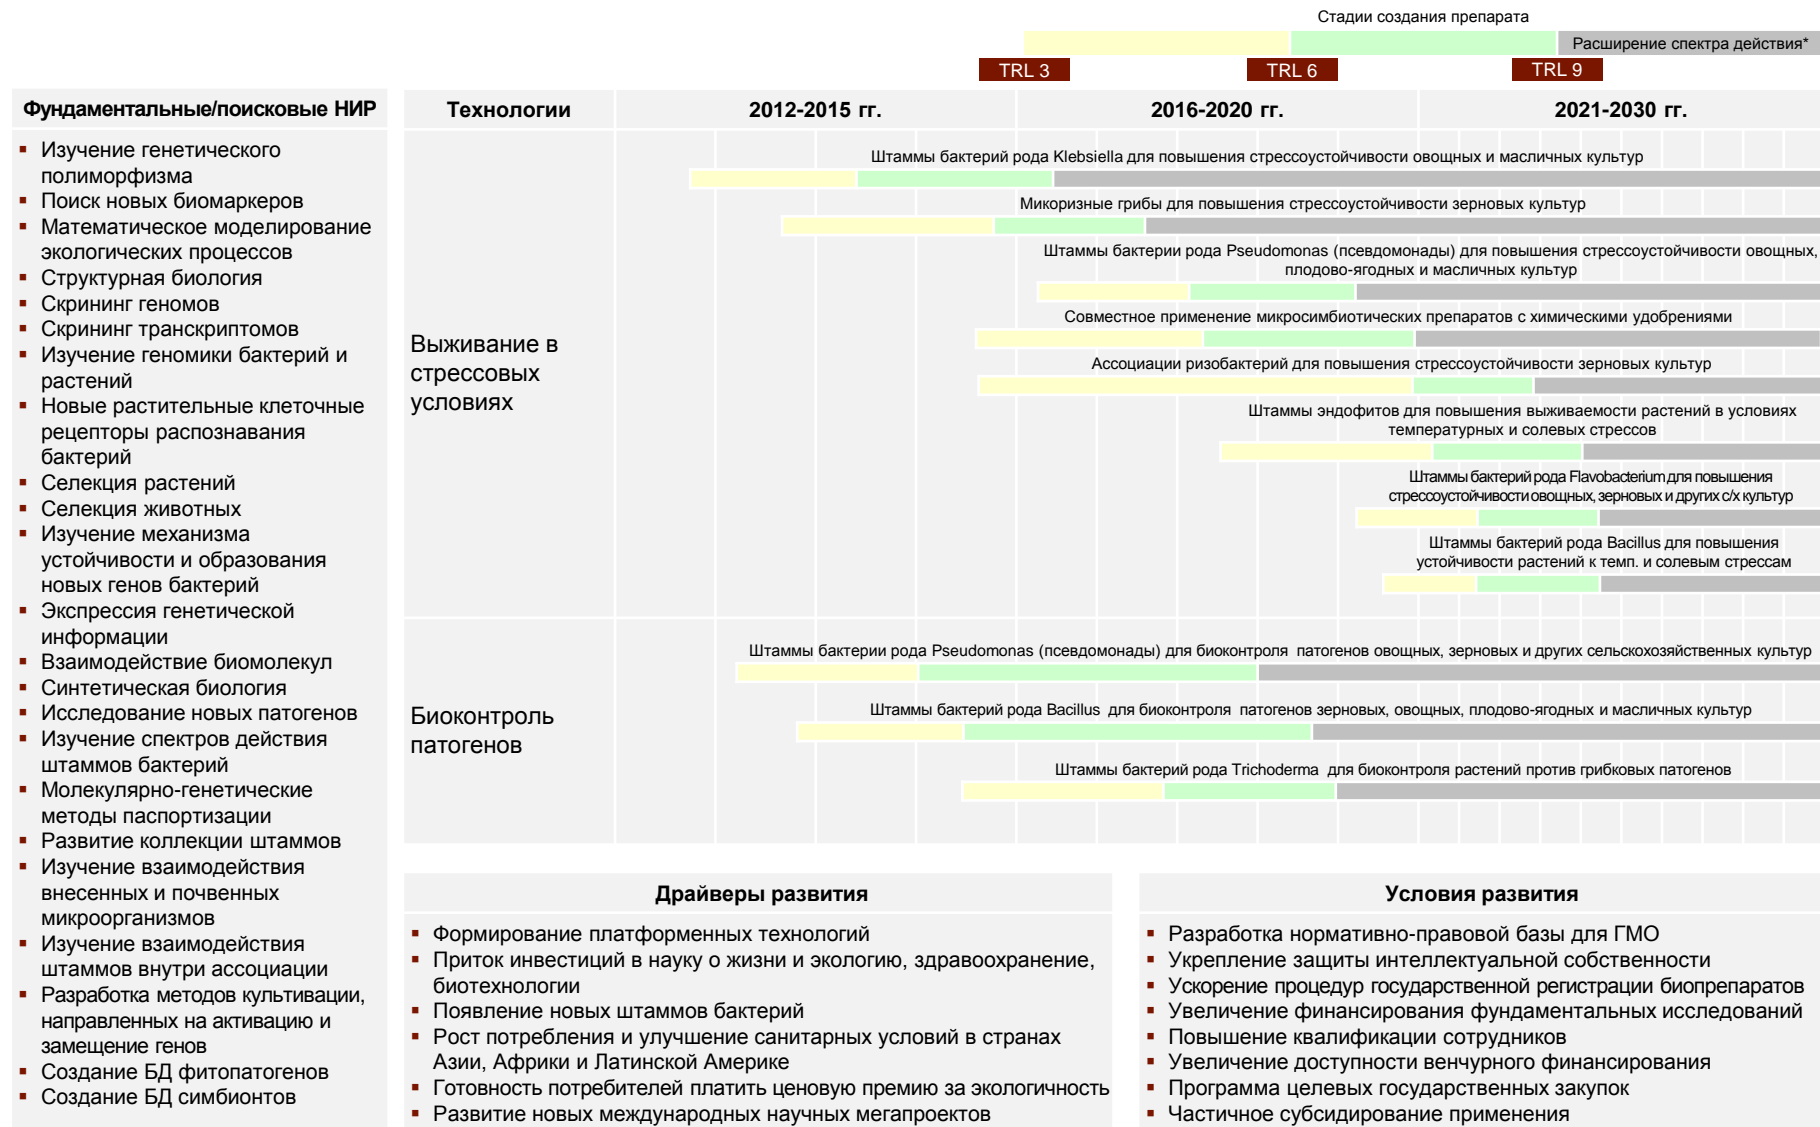 Стадии создания препарата
Расширение спектра действия*
TRL 3
TRL 6
TRL 9
Фундаментальные/поисковые НИР
▪ Изучение генетического
полиморфизма
▪ Поиск новых биомаркеров
▪ Математическое моделирование
экологических процессов
▪ Структурная биология
▪ Скрининг геномов
▪ Скрининг транскриптомов
▪ Изучение геномики бактерий и
растений
▪ Новые растительные клеточные
рецепторы распознавания
бактерий
▪ Селекция растений
▪ Селекция животных
▪ Изучение механизма
устойчивости и образования
новых генов бактерий
▪ Экспрессия генетической
информации
▪ Взаимодействие биомолекул
▪ Синтетическая биология
▪ Исследование новых патогенов
▪ Изучение спектров действия
штаммов бактерий
▪ Молекулярно-генетические
методы паспортизации
▪ Развитие коллекции штаммов
▪ Изучение взаимодействия
внесенных и почвенных
микроорганизмов
▪ Изучение взаимодействия
штаммов внутри ассоциации
▪ Разработка методов культивации,
направленных на активацию и
замещение генов
▪ Создание БД фитопатогенов
▪ Создание БД симбионтов
Технологии
2012-2015 гг.
2016-2020 гг.
2021-2030 гг.
Выживание в
стрессовых
условиях
Штаммы бактерий рода Klebsiella для повышения стрессоустойчивости овощных и масличных культур
Микоризные грибы для повышения стрессоустойчивости зерновых культур
Штаммы бактерии рода Pseudomonas (псевдомонады) для повышения стрессоустойчивости овощных,
плодово-ягодных и масличных культур
Совместное применение микросимбиотических препаратов с химическими удобрениями
Ассоциации ризобактерий для повышения стрессоустойчивости зерновых культур
Штаммы эндофитов для повышения выживаемости растений в условиях
температурных и солевых стрессов
Штаммы бактерий рода Flavobacterium для повышения
стрессоустойчивости овощных, зерновых и других с/х культур
Штаммы бактерий рода Bacillus для повышения
устойчивости растений к темп. и солевым стрессам
Биоконтроль
патогенов
Штаммы бактерии рода Pseudomonas (псевдомонады) для биоконтроля патогенов овощных, зерновых и других сельскохозяйственных культур
Штаммы бактерий рода Bacillus для биоконтроля патогенов зерновых, овощных, плодово-ягодных и масличных культур
Штаммы бактерий рода Trichoderma для биоконтроля растений против грибковых патогенов
Драйверы развития
▪ Формирование платформенных технологий
▪ Приток инвестиций в науку о жизни и экологию, здравоохранение,
биотехнологии
▪ Появление новых штаммов бактерий
▪ Рост потребления и улучшение санитарных условий в странах
Азии, Африки и Латинской Америке
▪ Готовность потребителей платить ценовую премию за экологичность
▪ Развитие новых международных научных мегапроектов
Условия развития
▪ Разработка нормативно-правовой базы для ГМО
▪ Укрепление защиты интеллектуальной собственности
▪ Ускорение процедур государственной регистрации биопрепаратов
▪ Увеличение финансирования фундаментальных исследований
▪ Повышение квалификации сотрудников
▪ Увеличение доступности венчурного финансирования
▪ Программа целевых государственных закупок
▪ Частичное субсидирование применения